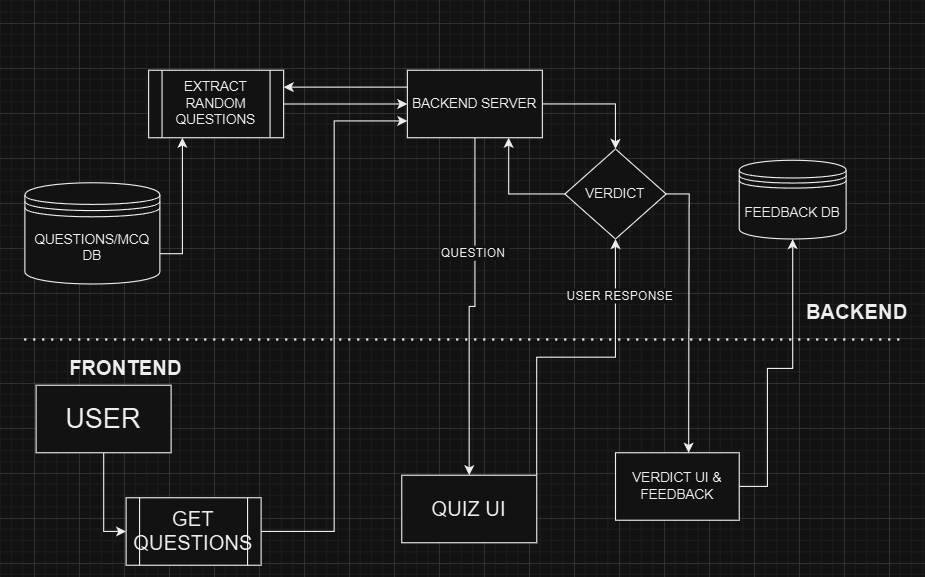 EXTRACT
RANDOM
QUESTIONS
BACKEND SERVER
VERDICT
FEEDBACK DB
QUESTIONS/MCQ
DB
QUESTION
USER RESPONSE
BACKEND
FRONTEND
USER
VERDICT UI &
FEEDBACK
QUIZ UI
GET
QUESTIONS